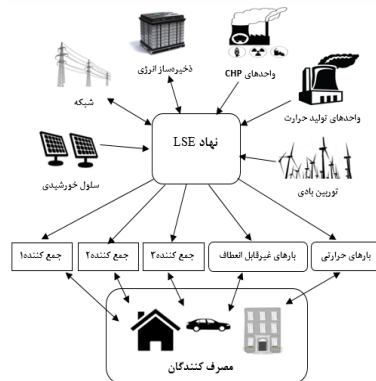 ذخیره‌ساز انرژی
واحدهای CHP
شبکه
واحدهای تولید حرارت
نهاد LSE
سلول خورشیدی
توربین بادی
بارهای حرارتی
بارهای غیرقابل انعطاف
جمع کننده۳
جمع کننده۲
جمع کننده۱
مصرف کنندگان